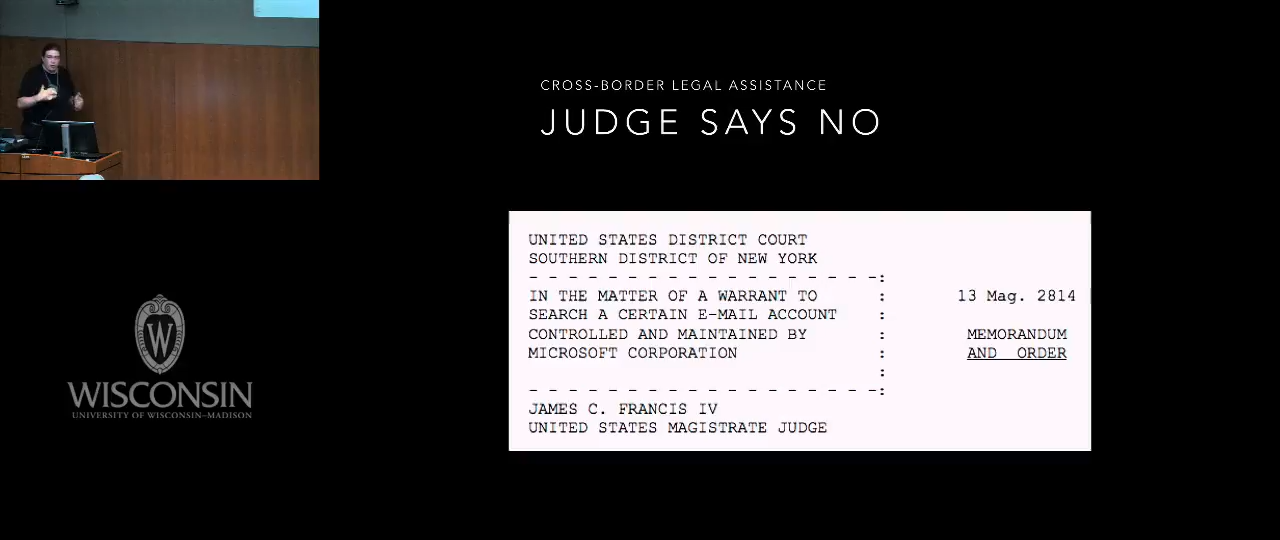 CROSS-BORDER LEGAL ASSISTANCE
JUDGE SAYS NO
UNITED STATES DISTRICT COURT
SOUTHERN DISTRICT OF NEW YORK
- - - - - - - - - - - - - - - - - -:
IN THE MATTER OF A WARRANT TO : 13 Mag. 2814
SEARCH A CERTAIN E-MAIL ACCOUNT :
CONTROLLED AND MAINTAINED BY : MEMORANDUM
MICROSOFT CORPORATION : AND ORDER
:
- - - - - - - - - - - - - - - - - -:
JAMES C. FRANCIS IV
UNITED STATES MAGISTRATE JUDGE
W
WISCONSIN
UNIVERSITY OF WISCONSIN–MADISON